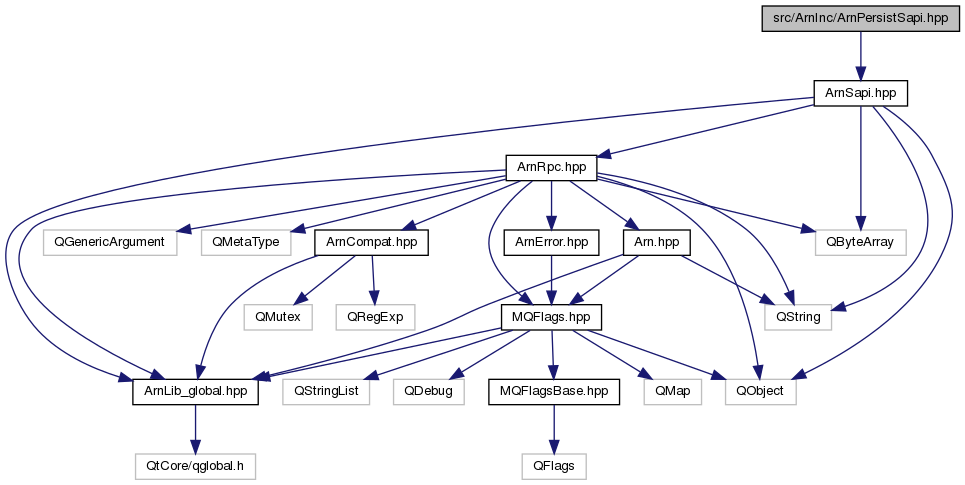 src/ArnInc/ArnPersistSapi.hpp
ArnSapi.hpp
ArnRpc.hpp
QGenericArgument
QMetaType
ArnCompat.hpp
ArnError.hpp
Arn.hpp
QByteArray
QMutex
QRegExp
MQFlags.hpp
QString
ArnLib_global.hpp
QStringList
QDebug
MQFlagsBase.hpp
QMap
QObject
QtCore/qglobal.h
QFlags